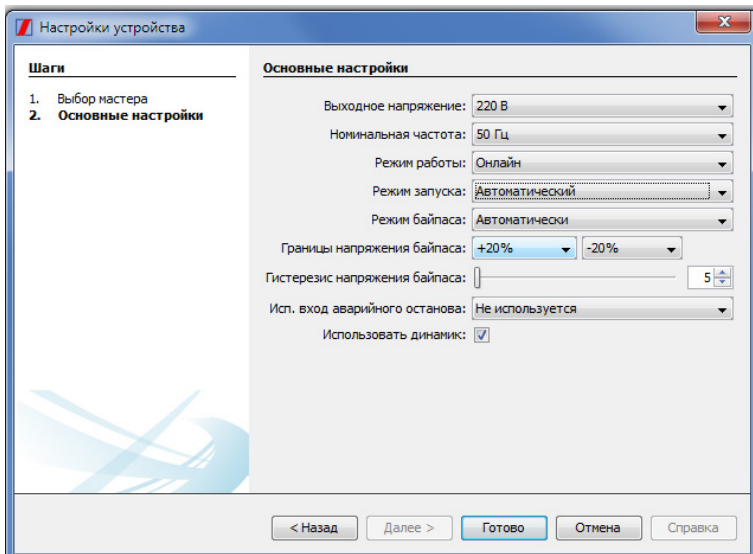 Настройки устройства
Шаги
1. Выбор мастера
2. Основные настройки
Основные настройки
Выходное напряжение: 220 В
Номинальная частота: 50 Гц
Режим работы: Онлайн
Режим запуска: Автоматический
Режим байпаса: Автоматически
Границы напряжения байпаса: +20% -20%
Гистерезис напряжения байпаса: 5
Исп. вход аварийного останова: Не используется
Использовать динамик:
< Назад Далее > Готово Отмена Справка